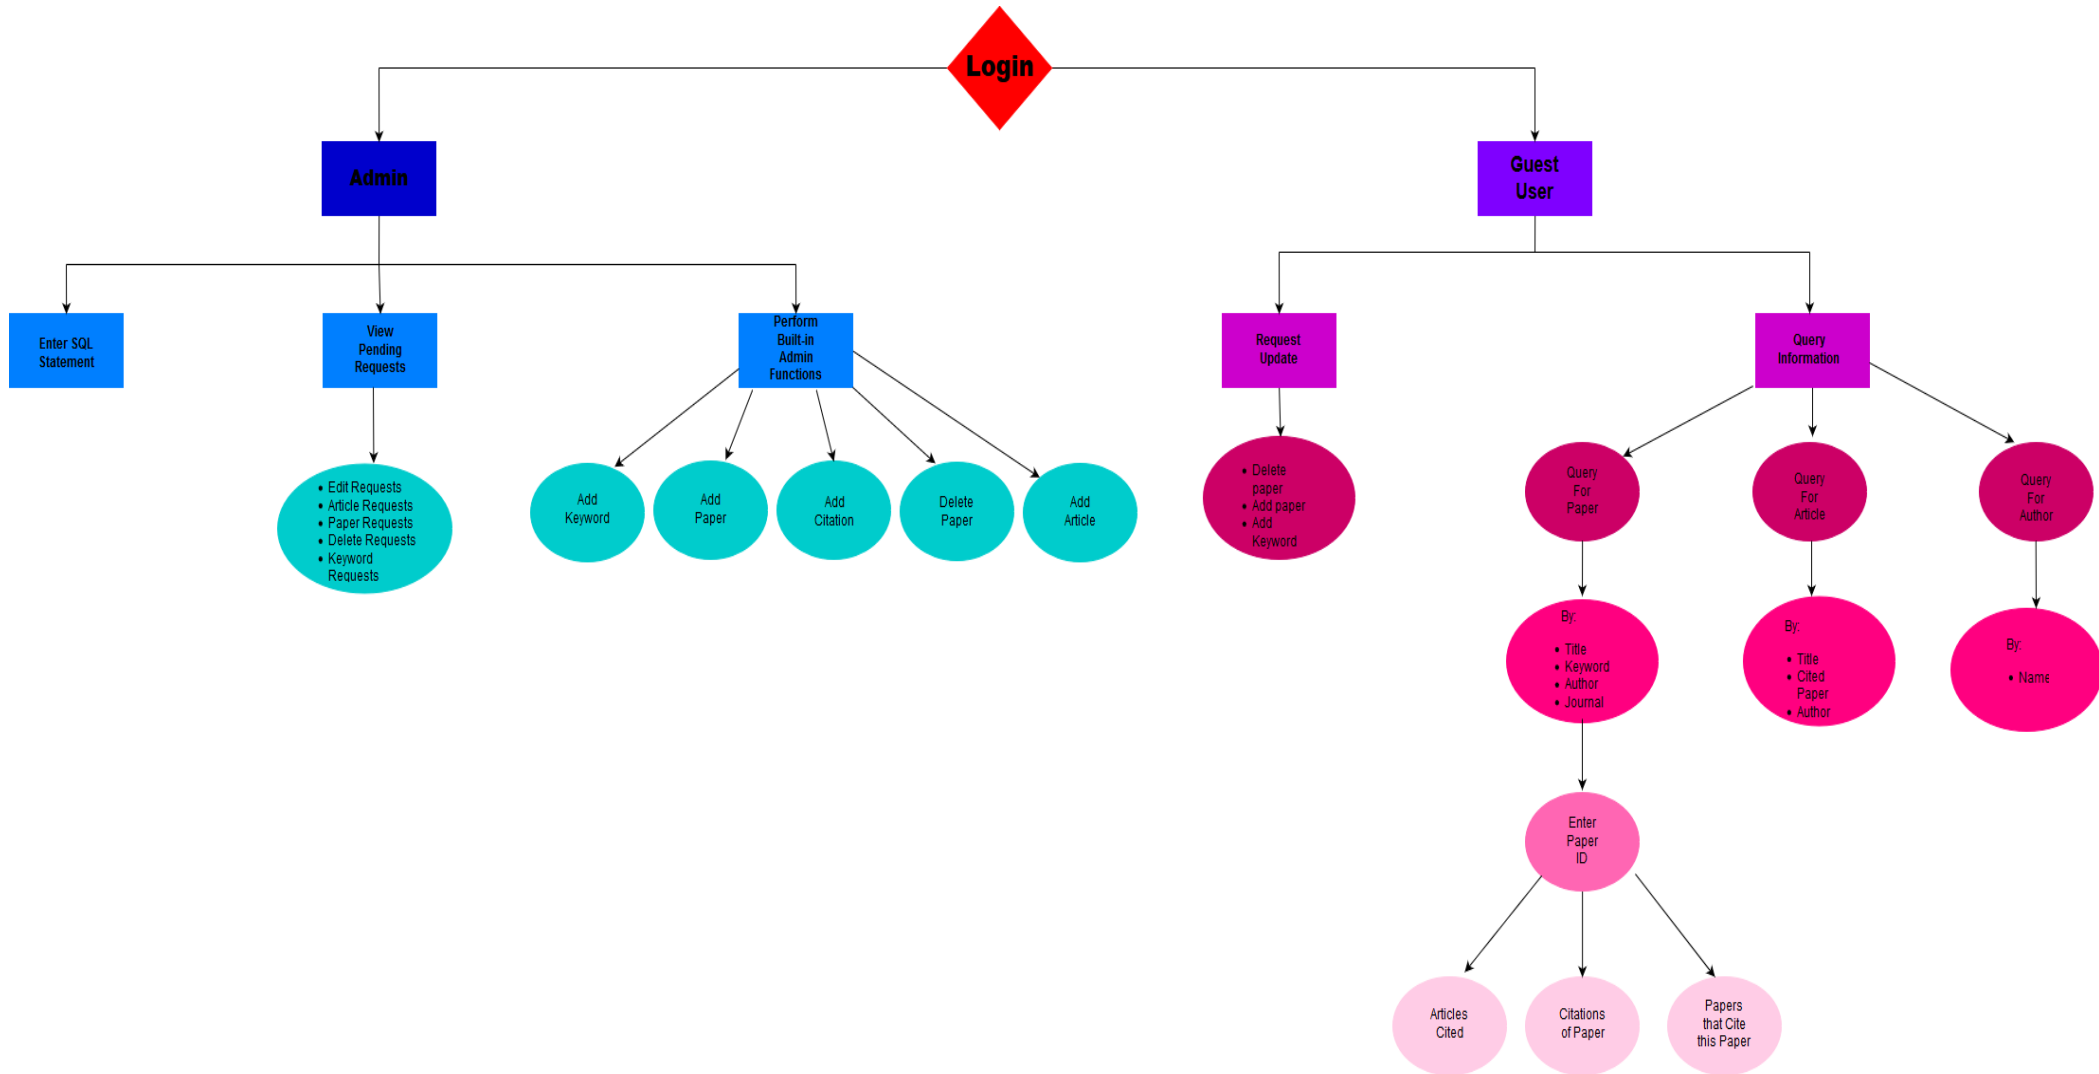 Login
Admin
Guest
User
Enter SQL
Statement
View
Pending
Requests
Perform
Built-in
Admin
Functions
Request
Update
Query
Information
• Edit Requests
• Article Requests
• Paper Requests
• Delete Requests
• Keyword
Requests
Add
Keyword
Add
Paper
Add
Citation
Delete
Paper
Add
Article
• Delete
paper
• Add paper
• Add
Keyword
Query
For
Paper
Query
For
Article
Query
For
Author
By:
• Title
• Keyword
• Author
• Journal
By:
• Title
• Cited
Paper
• Author
By:
• Name
Enter
Paper
ID
Articles
Cited
Citations
of Paper
Papers
that Cite
this Paper